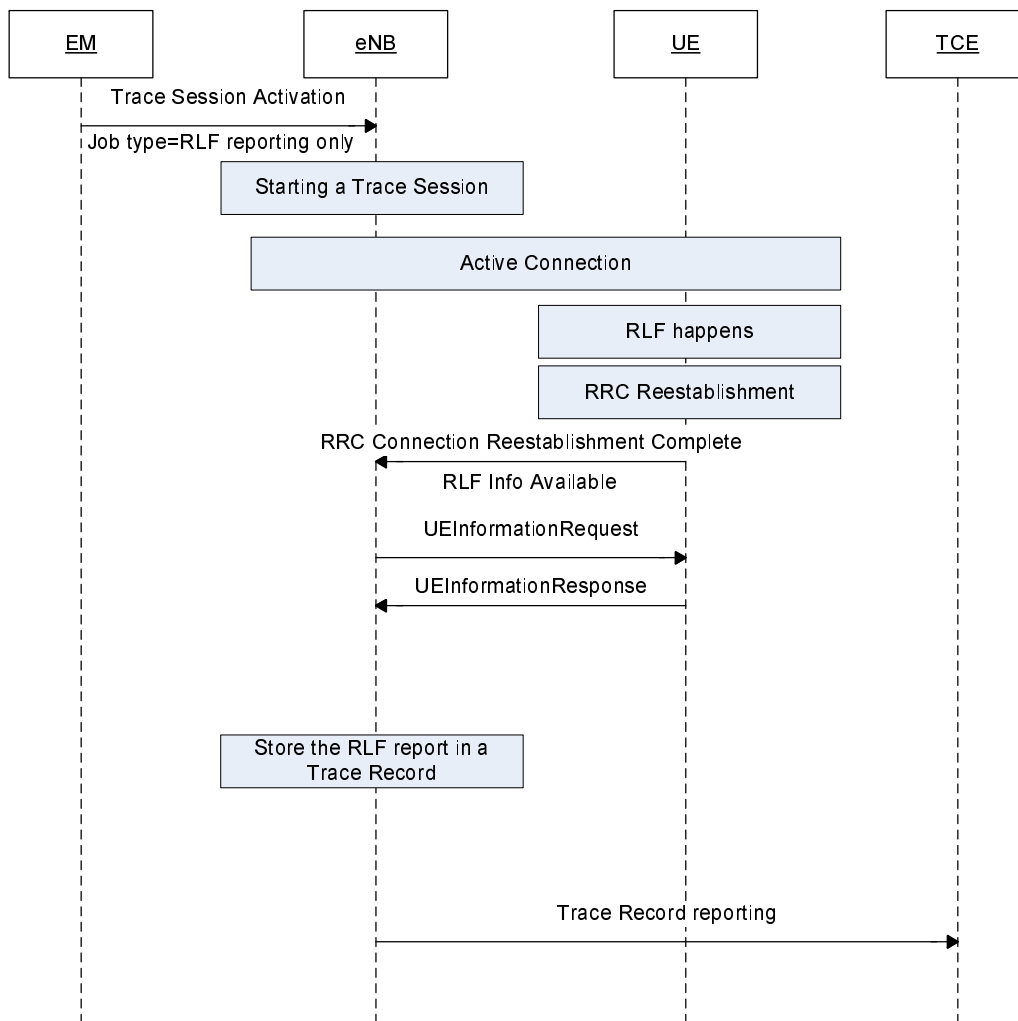 EM
eNB
UE
TCE
Trace Session Activation
Job type=RLF reporting only
Starting a Trace Session
Active Connection
RLF happens
RRC Reestablishment
RRC Connection Reestablishment Complete
RLF Info Available
UEInformationRequest
UEInformationResponse
Store the RLF report in a
Trace Record
Trace Record reporting